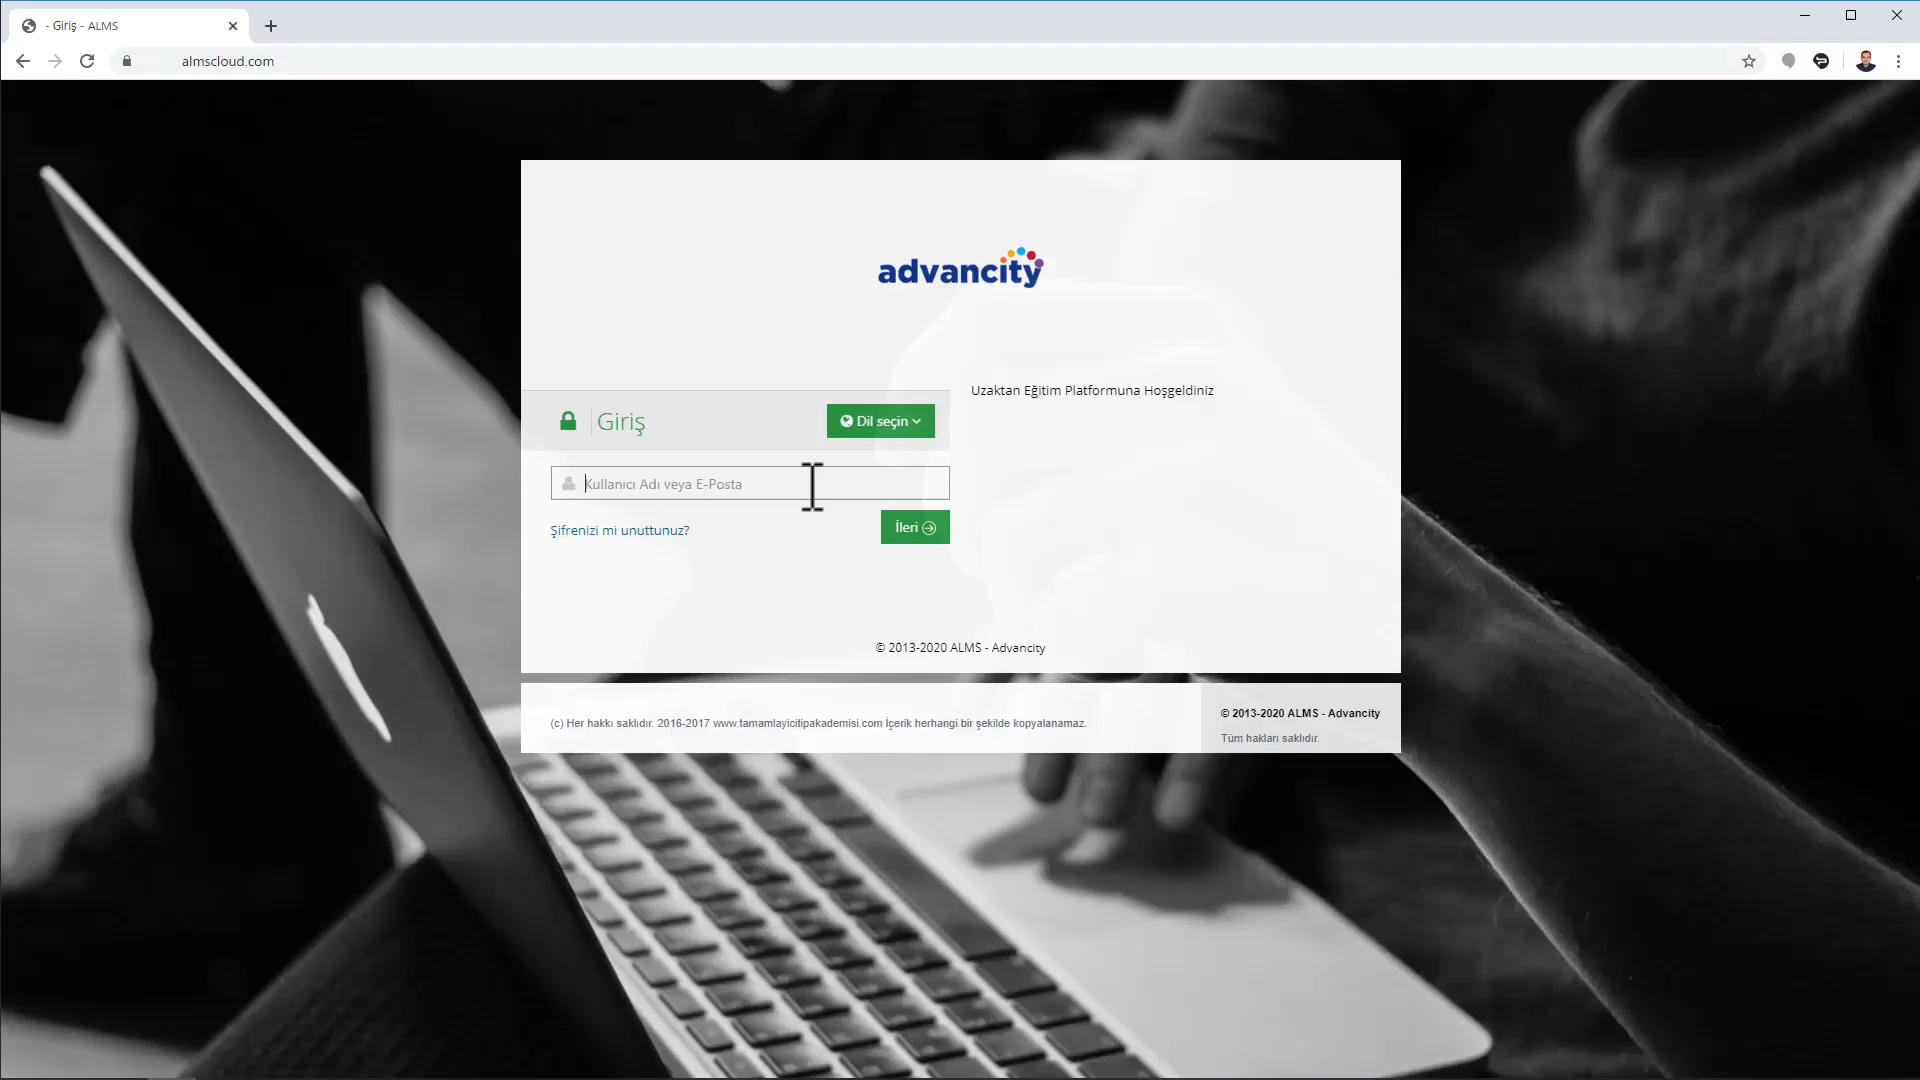 - Giriş - ALMS
almscloud.com
advancity
Uzaktan Eğitim Platformuna Hoşgeldiniz
Giriş
Dil seçin
Kullanıcı Adı veya E-Posta
Şifrenizi mi unuttunuz?
İleri
© 2013-2020 ALMS - Advancity
(c) Her hakkı saklıdır. 2016-2017 www.tamamlayicitipakademisi.com İçerik herhangi bir şekilde kopyalanamaz.
© 2013-2020 ALMS - Advancity
Tüm hakları saklıdır.